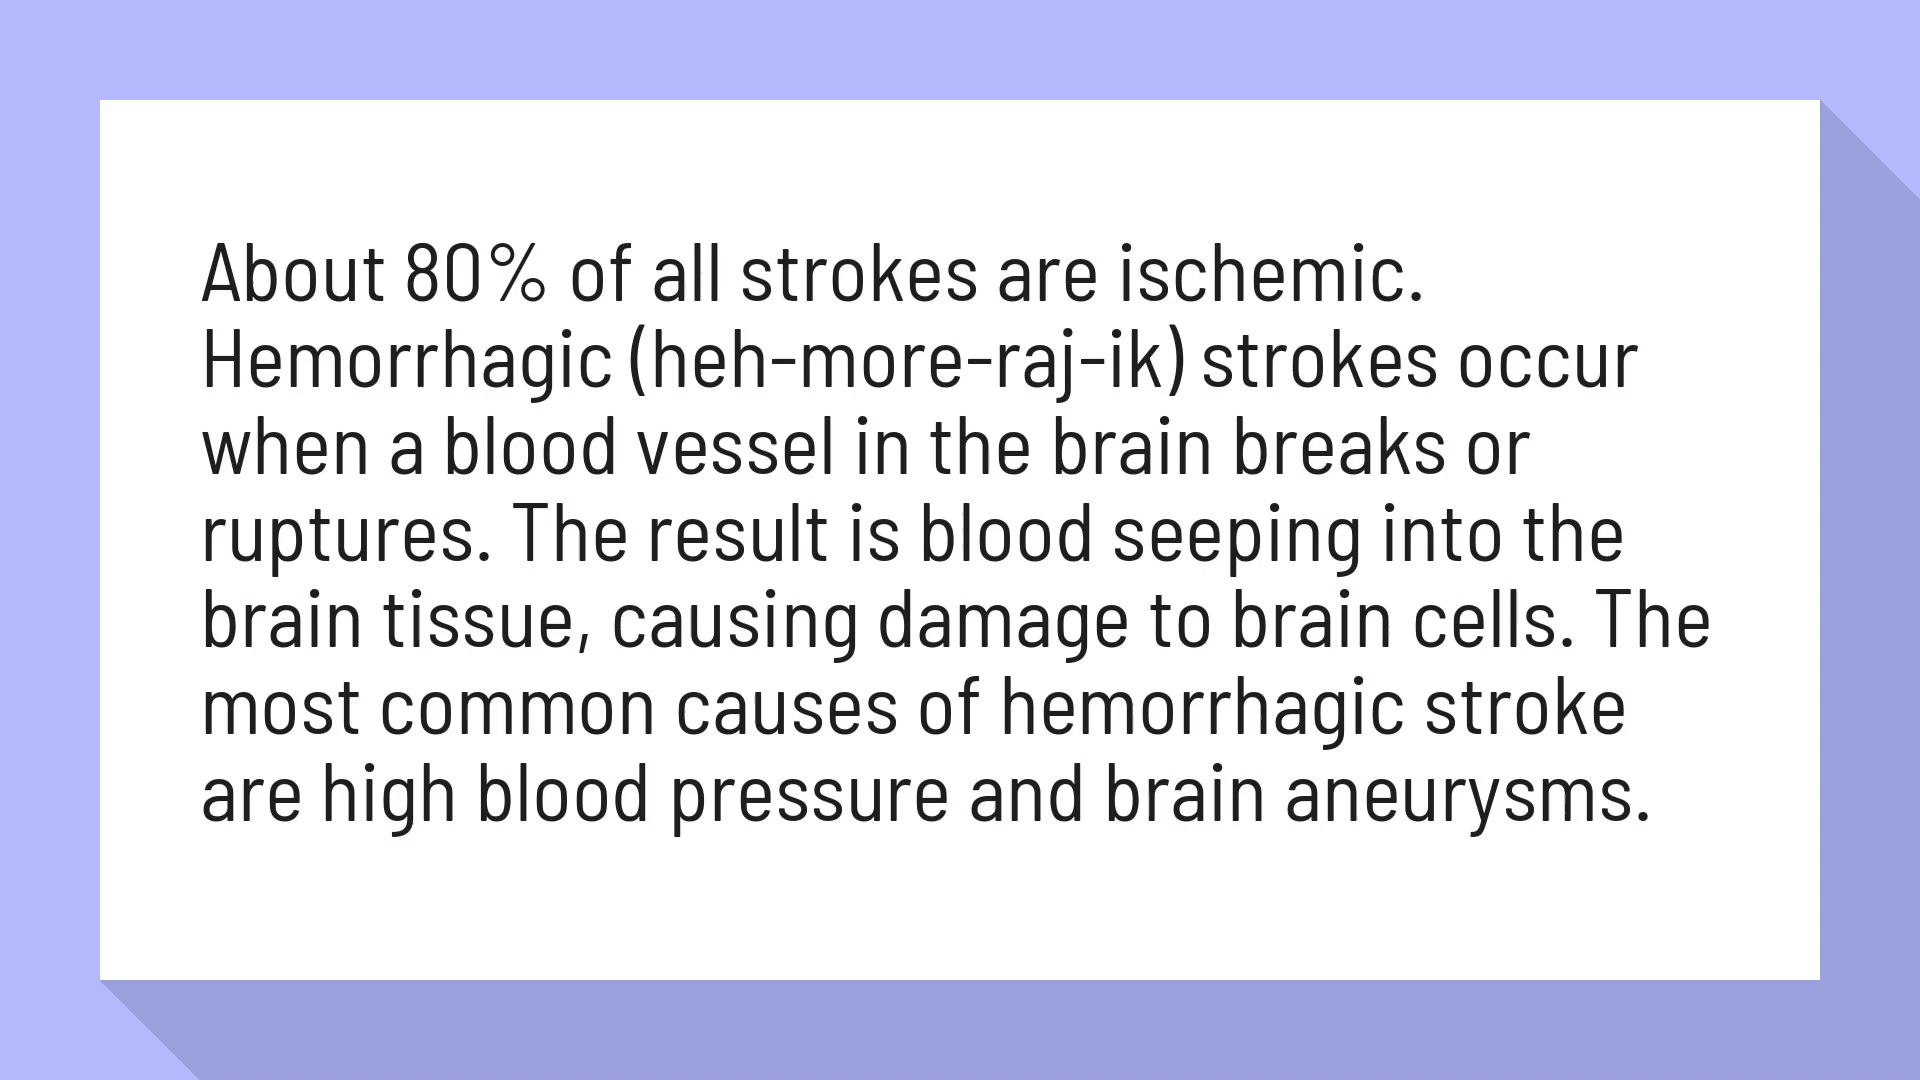 About 80% of all strokes are ischemic.
Hemorrhagic (heh-more-raj-ik) strokes occur
when a blood vessel in the brain breaks or
ruptures. The result is blood seeping into the
brain tissue, causing damage to brain cells. The
most common causes of hemorrhagic stroke
are high blood pressure and brain aneurysms.